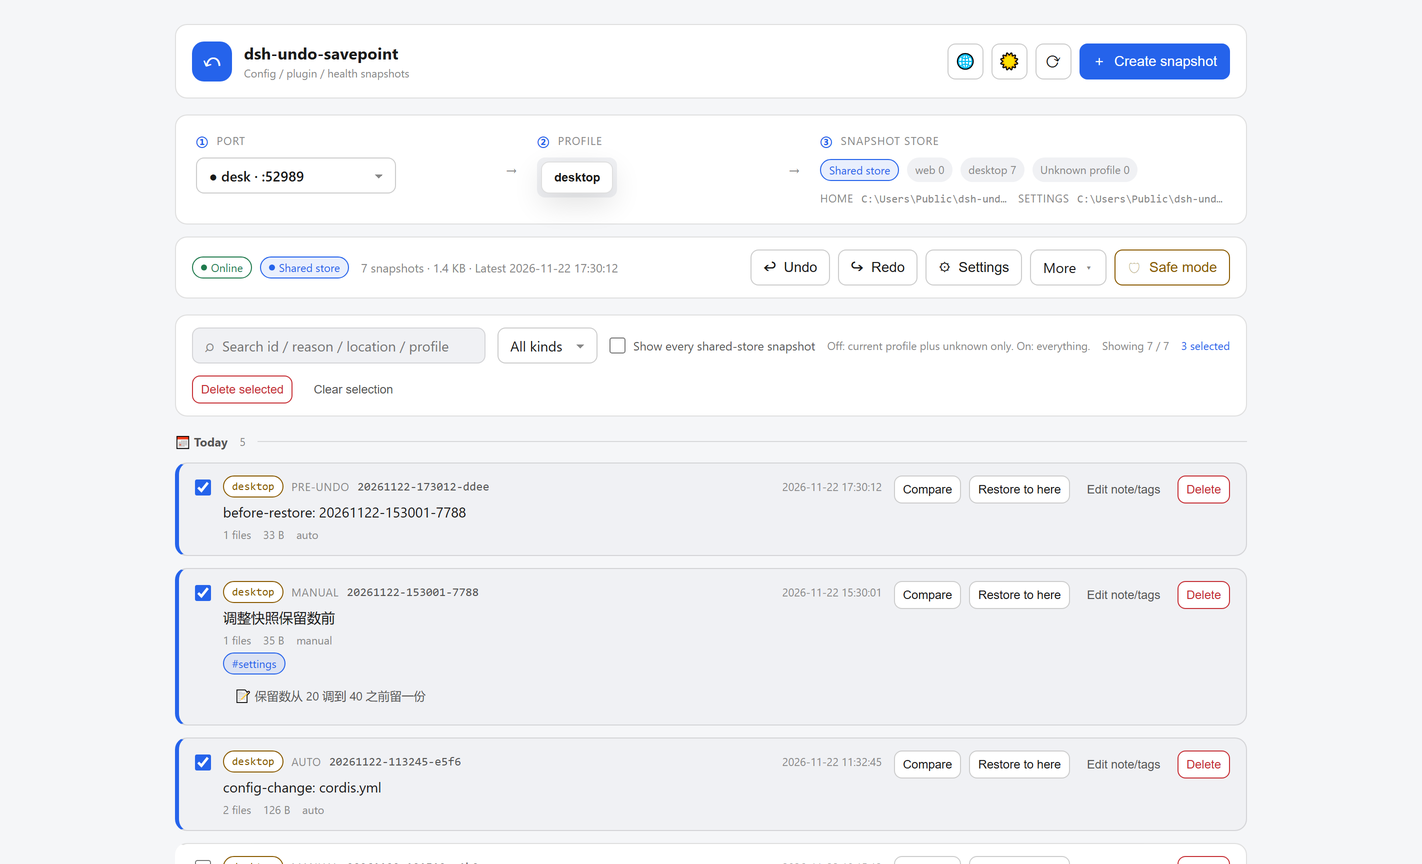 dsh-undo-savepoint
Config / plugin / health snapshots
+ Create snapshot
① PORT
● desk · :52989
→
② PROFILE
desktop
→
③ SNAPSHOT STORE
Shared store web 0 desktop 7 Unknown profile 0
HOME C:\Users\Public\dsh-und… SETTINGS C:\Users\Public\dsh-und…
● Online ● Shared store 7 snapshots · 1.4 KB · Latest 2026-11-22 17:30:12
↩ Undo ↪ Redo ⚙ Settings More Safe mode
Search id / reason / location / profile All kinds Show every shared-store snapshot Off: current profile plus unknown only. On: everything. Showing 7 / 7 3 selected
Delete selected Clear selection
Today 5
desktop PRE-UNDO 20261122-173012-ddee 2026-11-22 17:30:12 Compare Restore to here Edit note/tags Delete
before-restore: 20261122-153001-7788
1 files 33 B auto
desktop MANUAL 20261122-153001-7788 2026-11-22 15:30:01 Compare Restore to here Edit note/tags Delete
调整快照保留数前
1 files 35 B manual
#settings
📝 保留数从 20 调到 40 之前留一份
desktop AUTO 20261122-113245-e5f6 2026-11-22 11:32:45 Compare Restore to here Edit note/tags Delete
config-change: cordis.yml
2 files 126 B auto